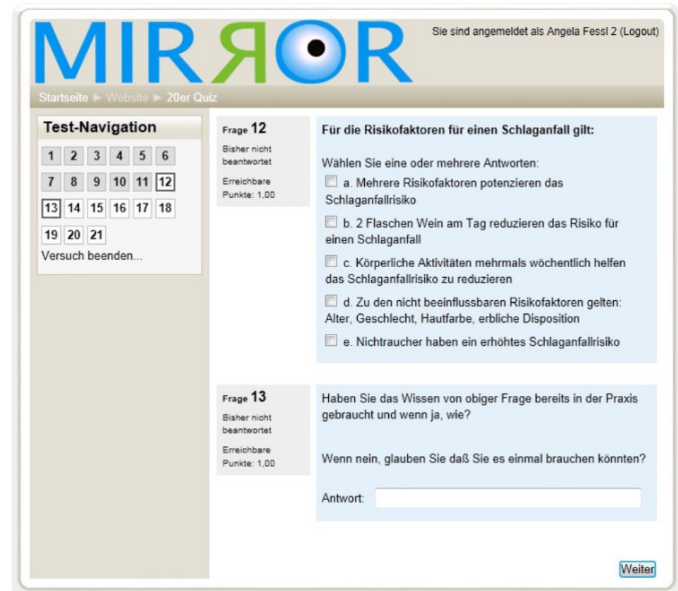 MIRROR
Sie sind angemeldet als Angela Fessl 2 (Logout)
Startseite ► Website ► 20er Quiz
Test-Navigation
1 2 3 4 5 6
7 8 9 10 11 12
13 14 15 16 17 18
19 20 21
Versuch beenden...
Frage 12
Bisher nicht
beantwortet
Erreichbare
Punkte: 1,00
Für die Risikofaktoren für einen Schlaganfall gilt:
Wählen Sie eine oder mehrere Antworten:
a. Mehrere Risikofaktoren potenzieren das
Schlaganfallrisiko
b. 2 Flaschen Wein am Tag reduzieren das Risiko für
einen Schlaganfall
c. Körperliche Aktivitäten mehrmals wöchentlich helfen
das Schlaganfallrisiko zu reduzieren
d. Zu den nicht beeinflussbaren Risikofaktoren gelten:
Alter, Geschlecht, Hautfarbe, erbliche Disposition
e. Nichtraucher haben ein erhöhtes Schlaganfallrisiko
Frage 13
Bisher nicht
beantwortet
Erreichbare
Punkte: 1,00
Haben Sie das Wissen von obiger Frage bereits in der Praxis
gebraucht und wenn ja, wie?
Wenn nein, glauben Sie daß Sie es einmal brauchen könnten?
Antwort:
Weiter